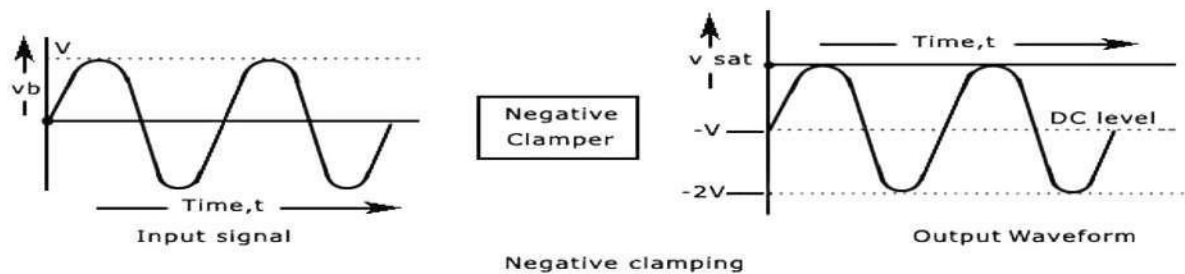 V
vb
Time,t
Input signal
Negative
Clamper
Time,t
v sat
-V
DC level
-2V
Output Waveform
Negative clamping